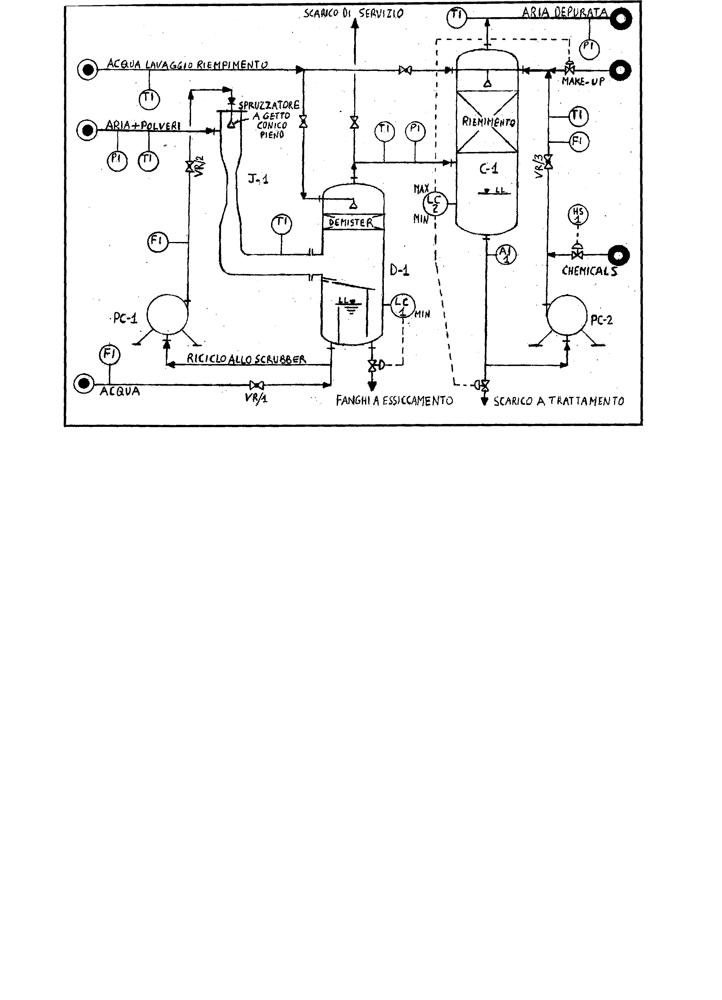 SCARICO DI SERVIZIO
TI
ARIA DEPURATA
PI
ACQUA LAVAGGIO RIEMPIMENTO
TI
MAKE-UP
SPRUZZATORE
A GETTO
CONICO
PIENO
ARIA+POLVERI
PI
TI
VR/2
J-1
TI
PI
RIEMIMENTO
C-1
LL
TI
FI
VR/3
MAX
LC
2
MIN
HS
1
DEMISTER
TI
FI
AI
1
CHEMICALS
D-1
LL
LC
1
MIN
PC-1
PC-2
FI
RICICLO ALLO SCRUBBER
ACQUA
VR/1
FANGHI A ESSICCAMENTO
SCARICO A TRATTAMENTO